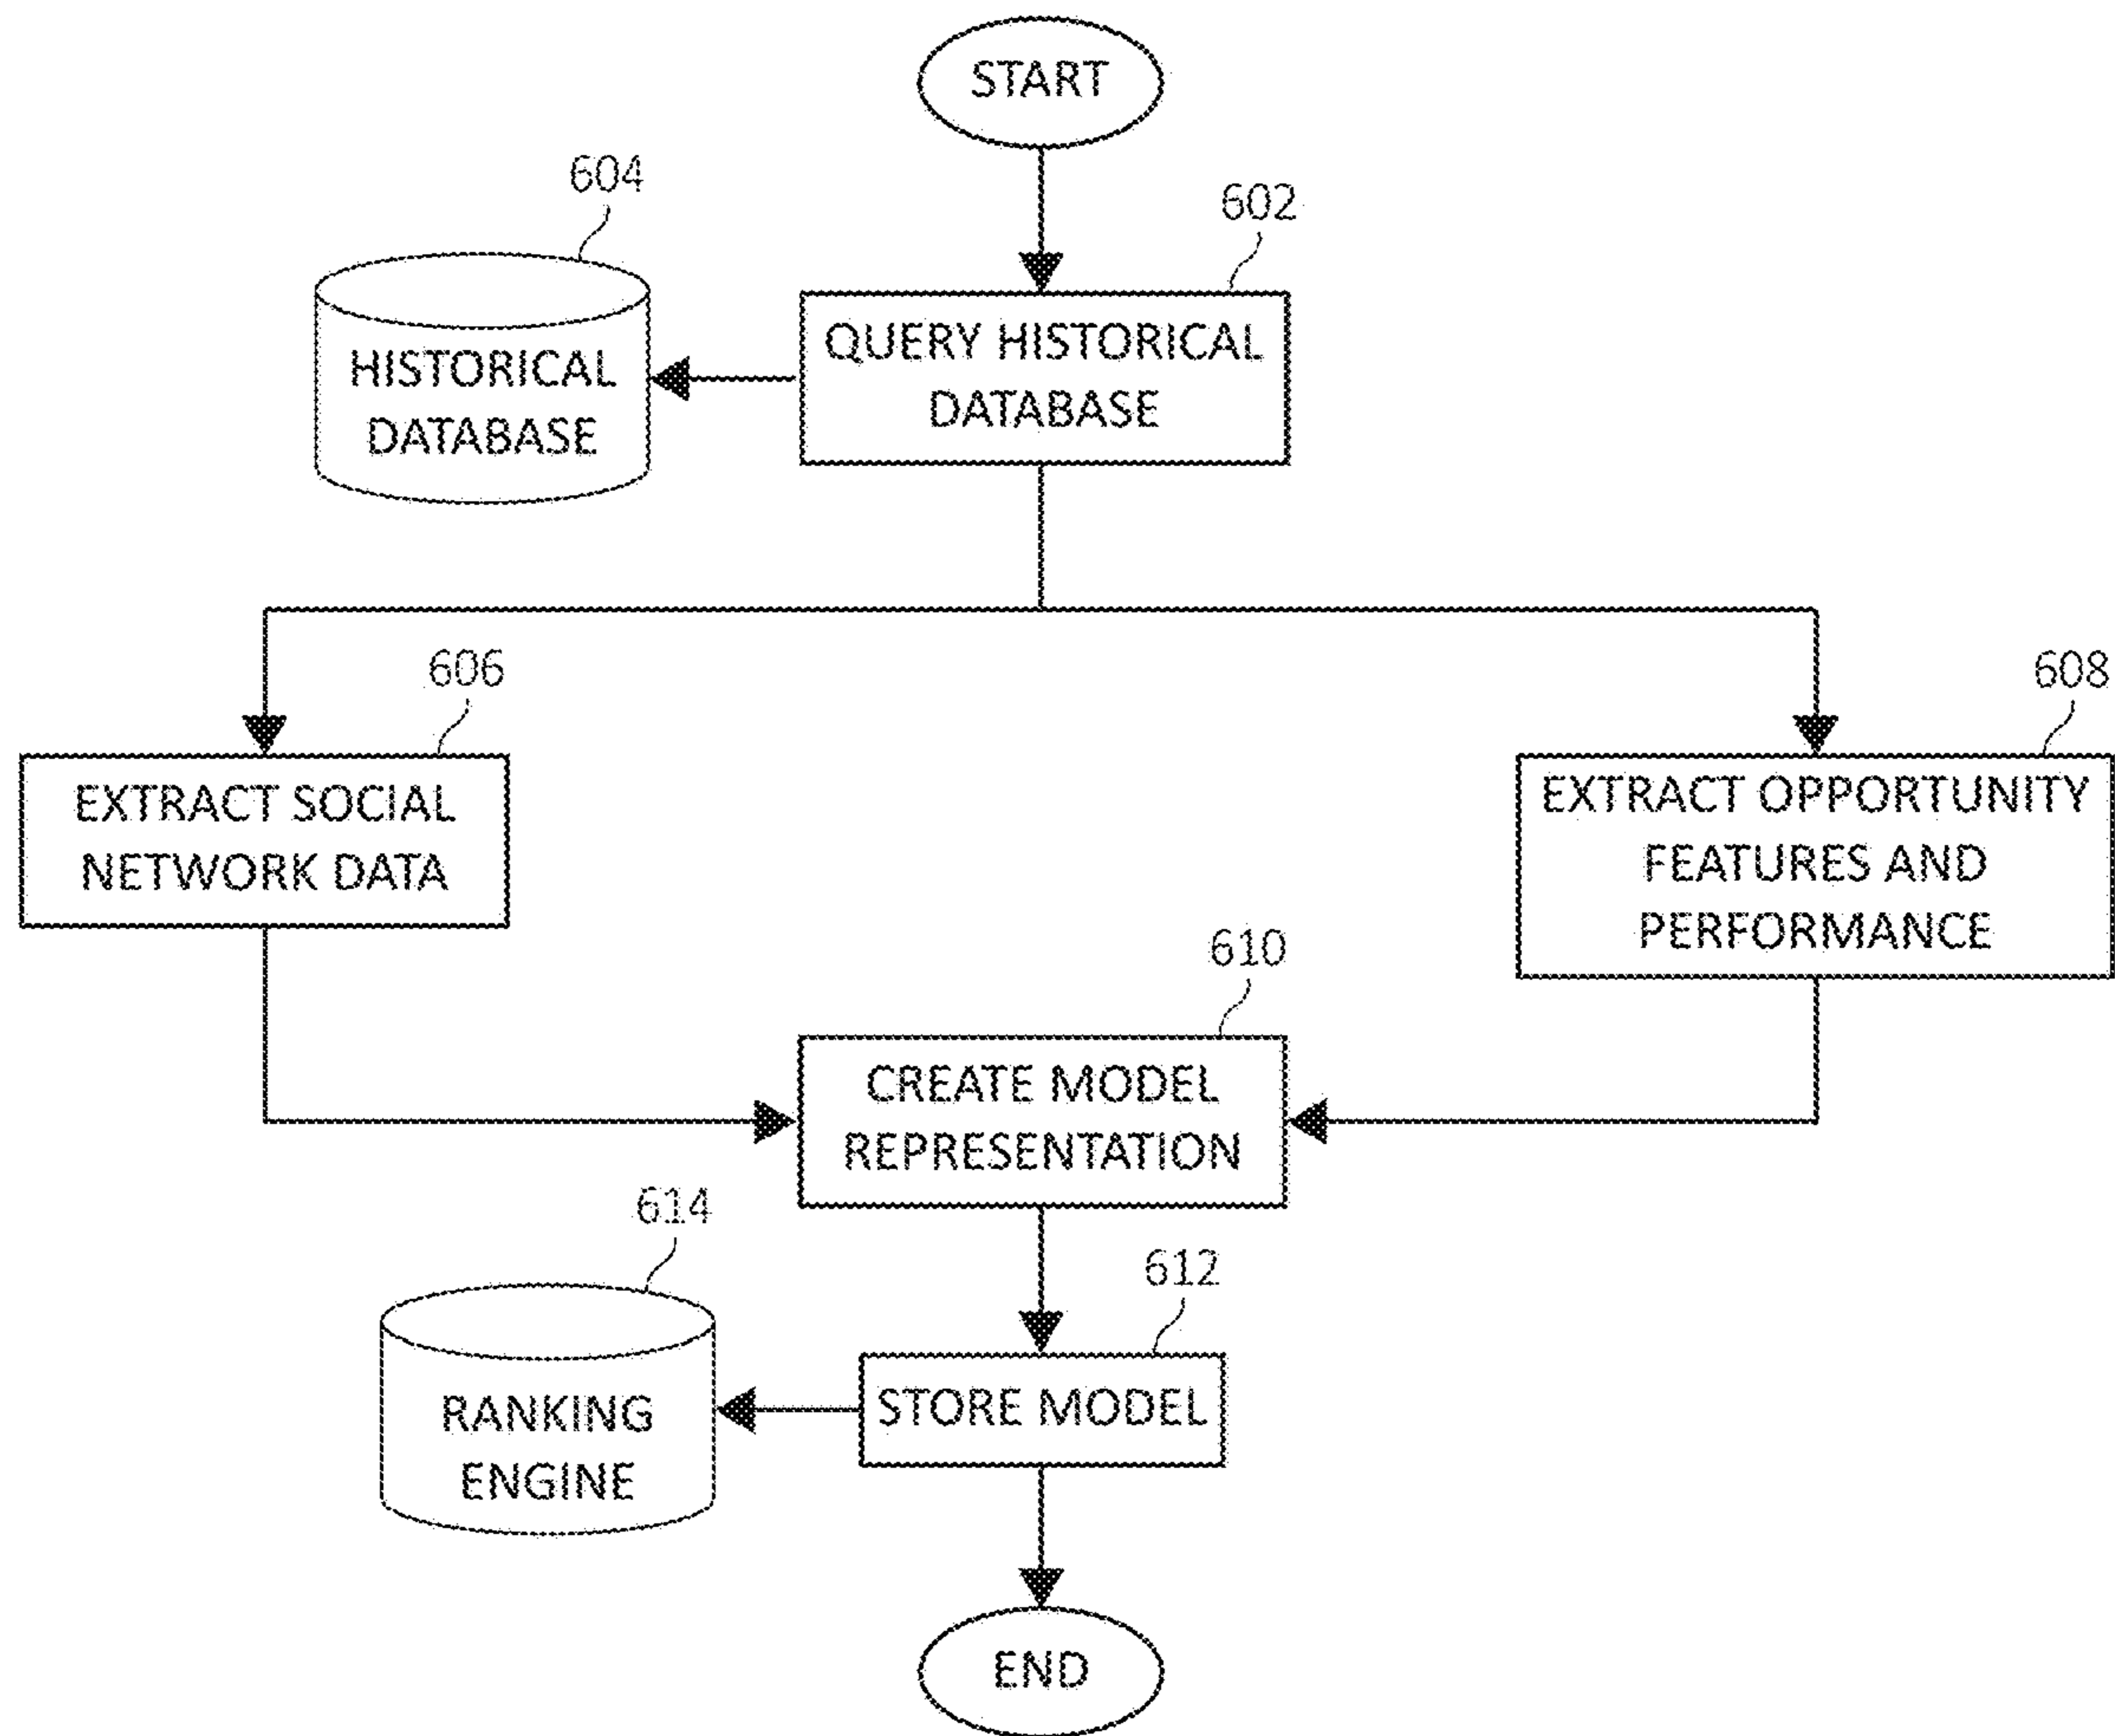 START
604
602
HISTORICAL
DATABASE
QUERY HISTORICAL
DATABASE
606
608
EXTRACT SOCIAL
NETWORK DATA
EXTRACT OPPORTUNITY
FEATURES AND
PERFORMANCE
610
CREATE MODEL
REPRESENTATION
614
612
RANKING
ENGINE
STORE MODEL
END